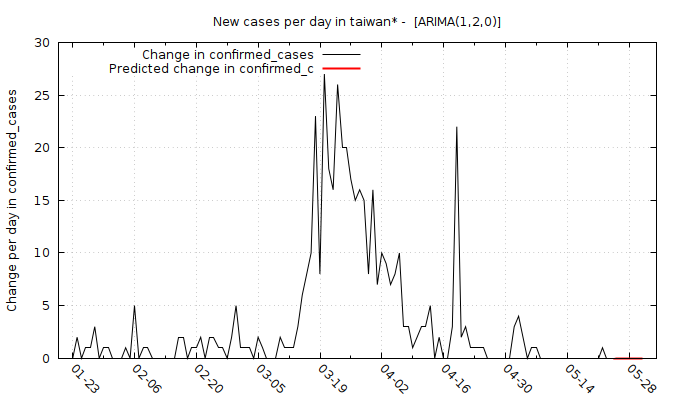 New cases per day in taiwan* -  [ARIMA(1,2,0)]
Change in confirmed_cases
Predicted change in confirmed_c
Change per day in confirmed_cases
30
25
20
15
10
5
0
01-23 02-06 02-20 03-05 03-19 04-02 04-16 04-30 05-14 05-28